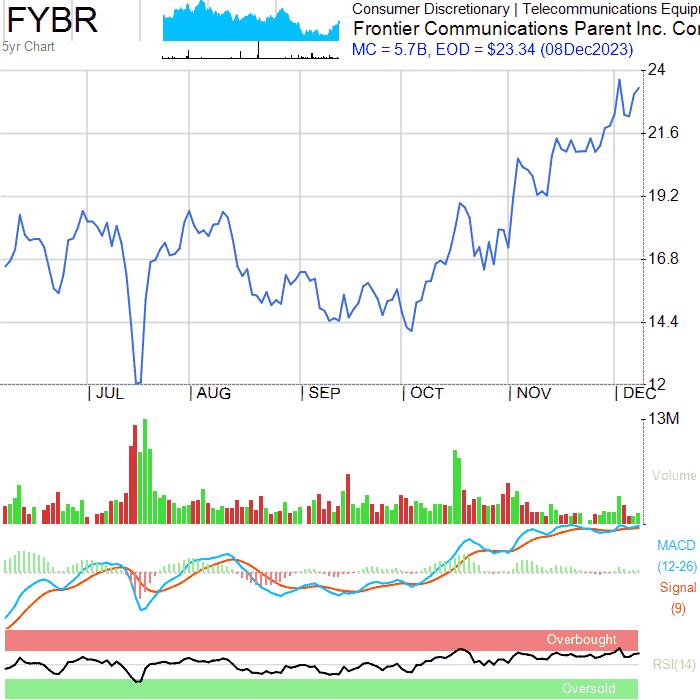 FYBR
5yr Chart
Consumer Discretionary | Telecommunications Equip
Frontier Communications Parent Inc. Co
MC = 5.7B, EOD = $23.34 (08Dec2023)
24
21.6
19.2
16.8
14.4
12
JUL AUG SEP OCT NOV DEC
13M
Volume
MACD
(12-26)
Signal
(9)
Overbought
RSI(14)
Oversold